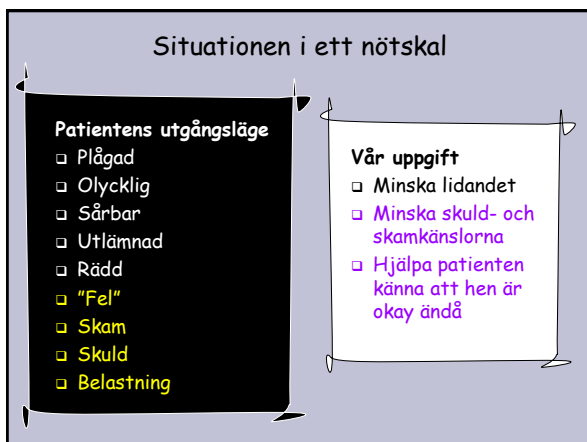 Situationen i ett nötskal
Patientens utgångsläge
❑ Plågad
❑ Olycklig
❑ Sårbar
❑ Utlämnad
❑ Rädd
❑ ”Fel”
❑ Skam
❑ Skuld
❑ Belastning
Vår uppgift
❑ Minska lidandet
❑ Minska skuld- och
skamkänslorna
❑ Hjälpa patienten
känna att hen är
okay ändå